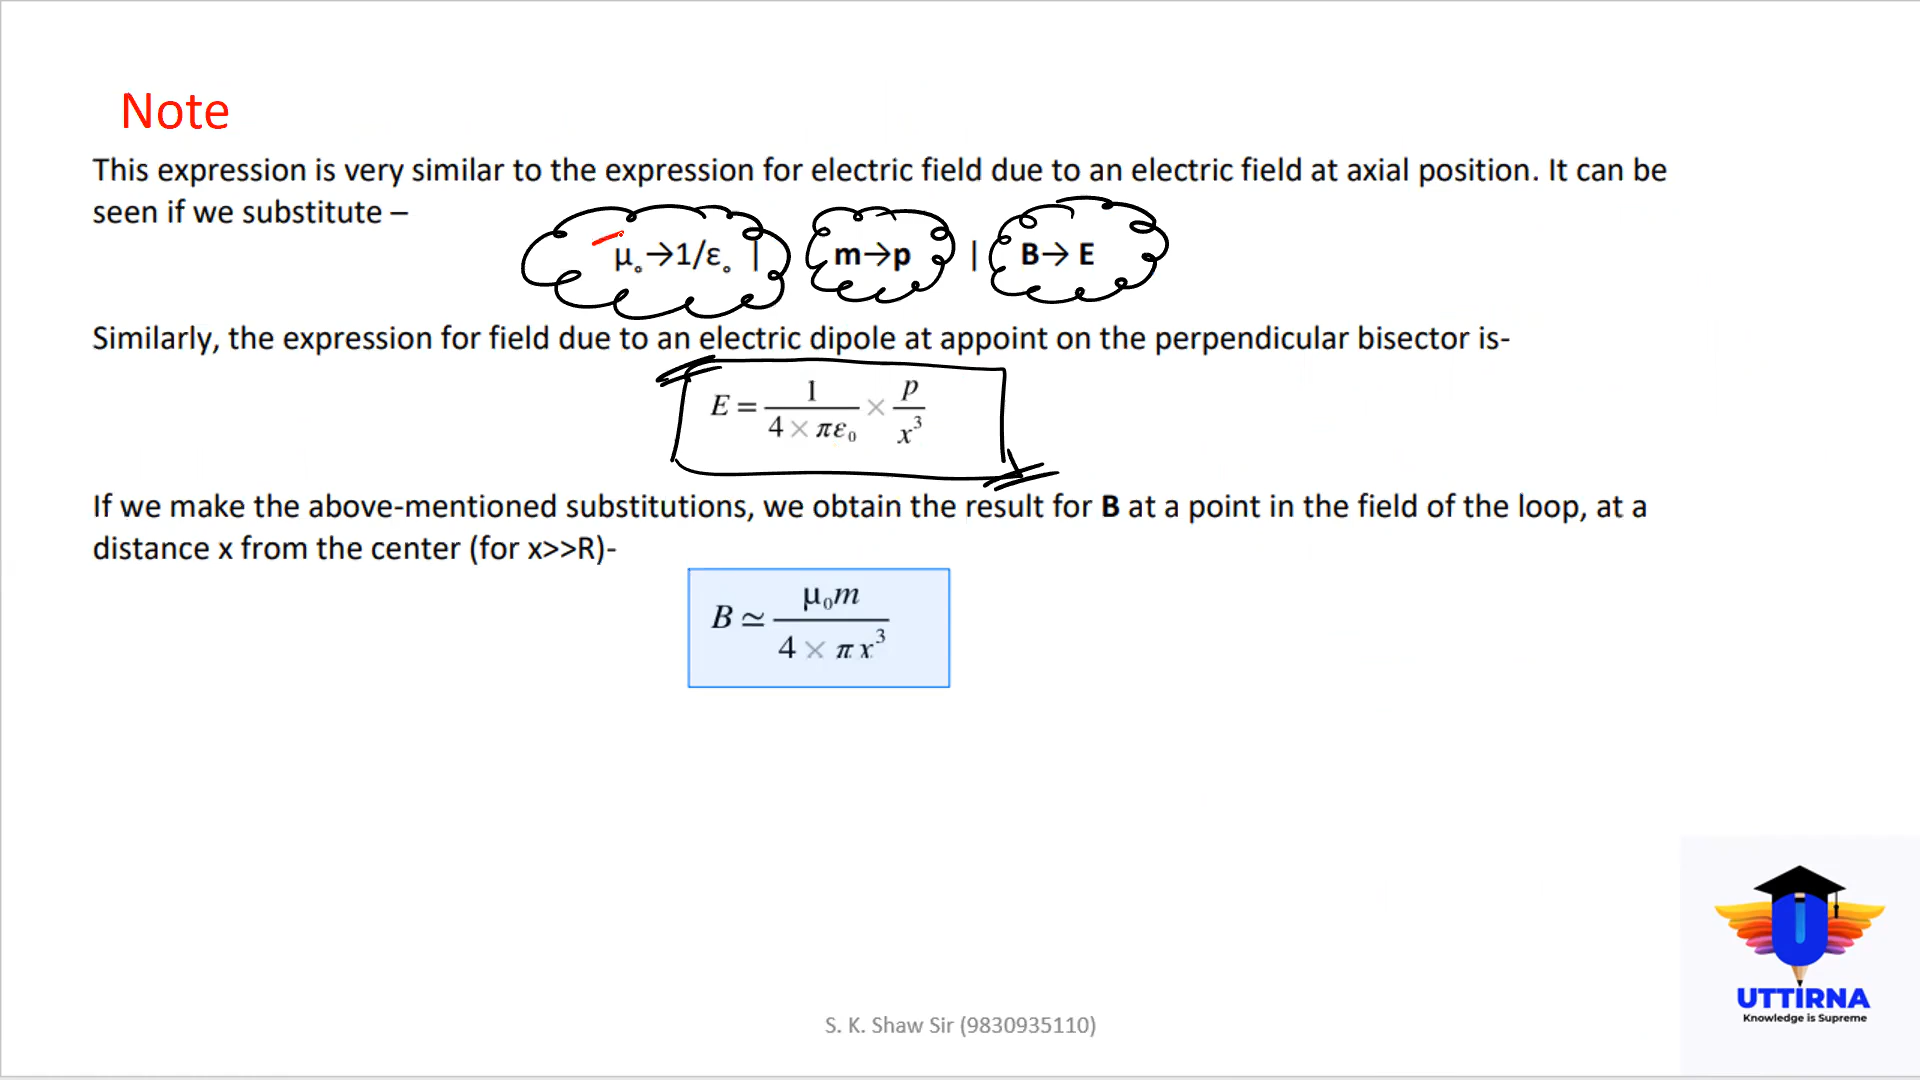 Note
This expression is very similar to the expression for electric field due to an electric field at axial position. It can be
seen if we substitute –
μ∘→1/ε∘ | m→p | B→ E
Similarly, the expression for field due to an electric dipole at appoint on the perpendicular bisector is-
E = 1/(4 × πε₀) × p/x³
If we make the above-mentioned substitutions, we obtain the result for B at a point in the field of the loop, at a
distance x from the center (for x>>R)-
B ≃ μ₀m/(4 × π x³)
UTTIRNA
Knowledge is Supreme
S. K. Shaw Sir (9830935110)